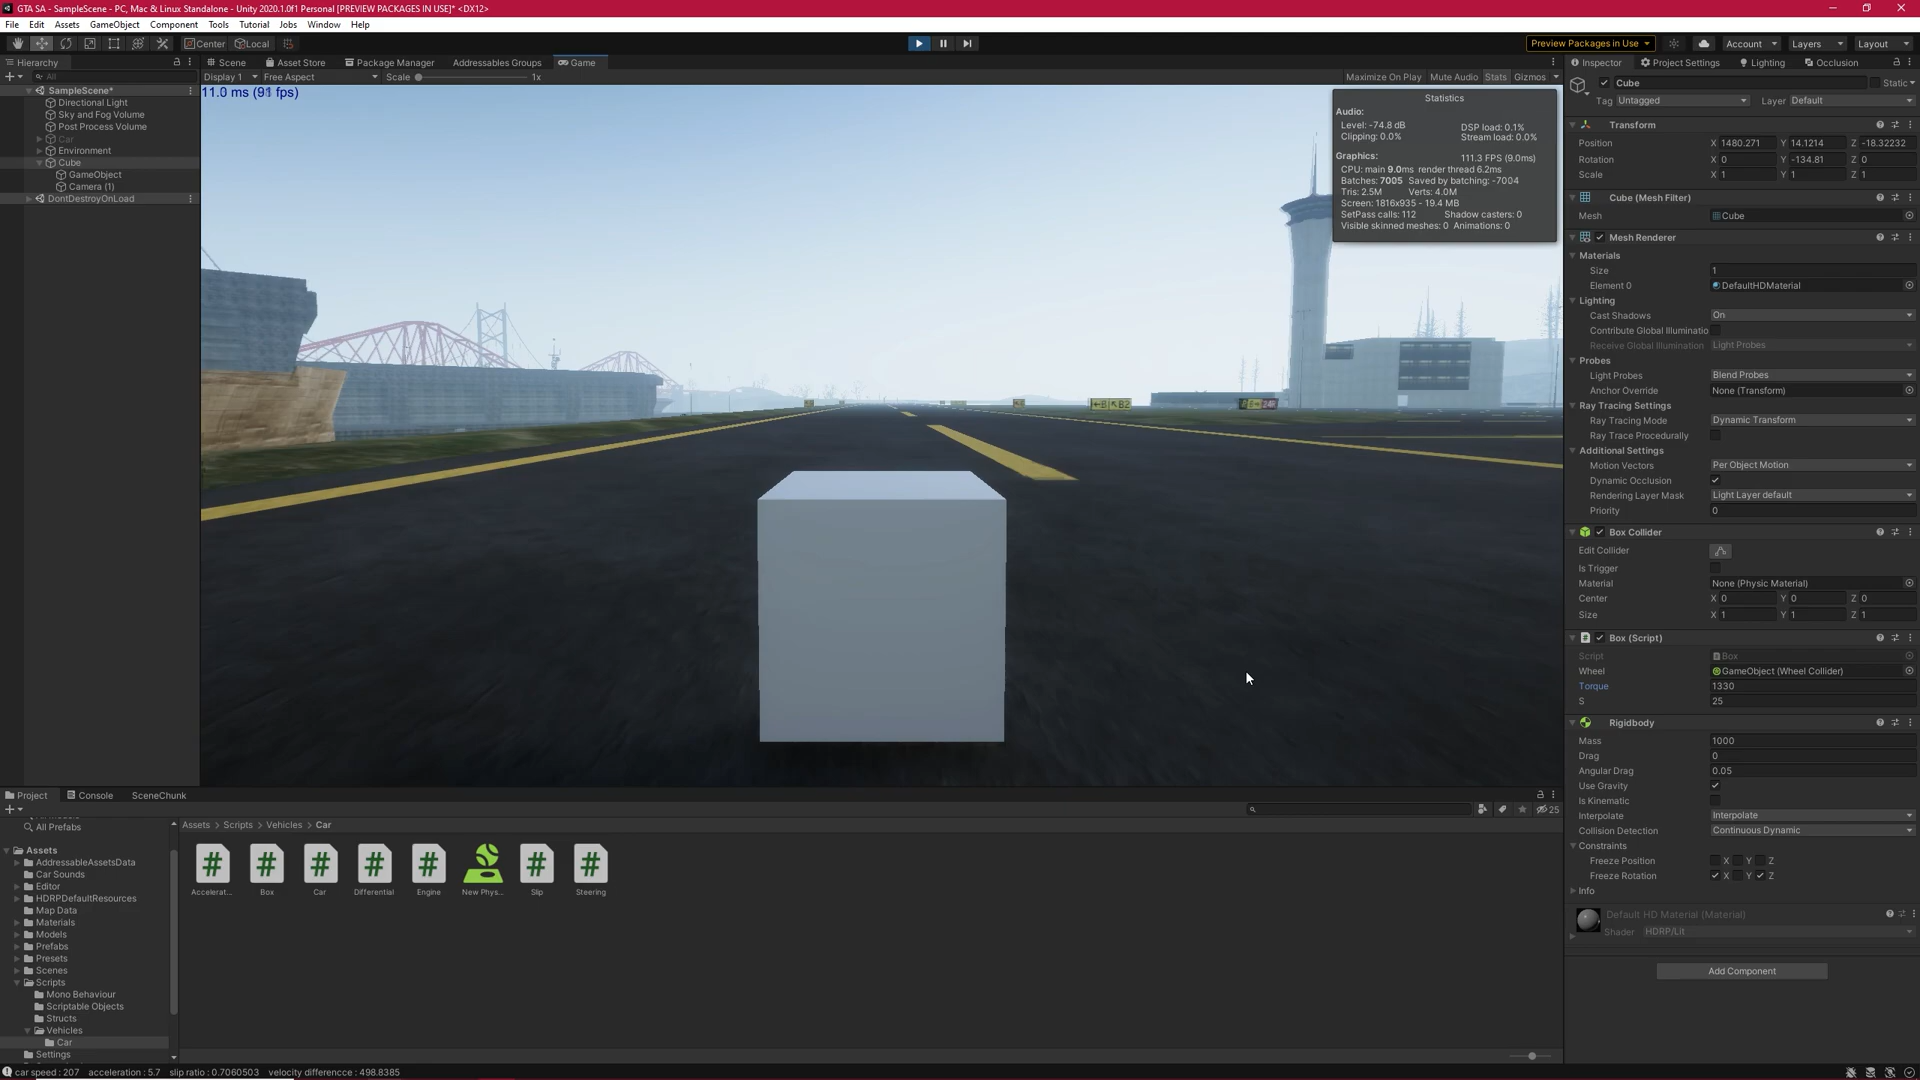 GTA SA - SampleScene - PC, Mac & Linux Standalone - Unity 2020.1.0f1 Personal [PREVIEW PACKAGES IN USE]* <DX12>
File Edit Assets GameObject Component Tools Tutorial Jobs Window Help
Center Local Preview Packages in Use Account Layers Layout
Hierarchy Scene Asset Store Package Manager Addressables Groups Game Inspector Project Settings Lighting Occlusion
All
Display 1 Free Aspect Scale 1x Maximize On Play Mute Audio Stats Gizmos
SampleScene*
Directional Light
Sky and Fog Volume
Post Process Volume
Car
Environment
Cube
GameObject
Camera (1)
DontDestroyOnLoad
11.0 ms (91 fps)
Statistics
Audio:
Level: -74.8 dB DSP load: 0.1%
Clipping: 0.0% Stream load: 0.0%
Graphics: 111.3 FPS (9.0ms)
CPU: main 9.0ms render thread 6.2ms
Batches: 7005 Saved by batching: -7004
Tris: 2.5M Verts: 4.0M
Screen: 1816x935 - 19.4 MB
SetPass calls: 112 Shadow casters: 0
Visible skinned meshes: 0 Animations: 0
Cube Static
Tag Untagged Layer Default
Transform
Position X 1480.271 Y 14.1214 Z -18.32232
Rotation X 0 Y -134.81 Z 0
Scale X 1 Y 1 Z 1
Cube (Mesh Filter)
Mesh Cube
Mesh Renderer
Materials
Size 1
Element 0 DefaultHDMaterial
Lighting
Cast Shadows On
Contribute Global Illuminatio
Receive Global Illumination Light Probes
Probes
Light Probes Blend Probes
Anchor Override None (Transform)
Ray Tracing Settings
Ray Tracing Mode Dynamic Transform
Ray Trace Procedurally
Additional Settings
Motion Vectors Per Object Motion
Dynamic Occlusion
Rendering Layer Mask Light Layer default
Priority 0
Box Collider
Edit Collider
Is Trigger
Material None (Physic Material)
Center X 0 Y 0 Z 0
Size X 1 Y 1 Z 1
Box (Script)
Script Box
Wheel GameObject (Wheel Collider)
Torque 1330
S 25
Rigidbody
Mass 1000
Drag 0
Angular Drag 0.05
Use Gravity
Is Kinematic
Interpolate Interpolate
Collision Detection Continuous Dynamic
Constraints
Freeze Position X Y Z
Freeze Rotation X Y Z
Info
Default HD Material (Material)
Shader HDRP/Lit
Add Component
Project Console SceneChunk
25
All Prefabs
Assets
AddressableAssetsData
Car Sounds
Editor
HDRPDefaultResources
Map Data
Materials
Models
Prefabs
Presets
Scenes
Scripts
Mono Behaviour
Scriptable Objects
Structs
Vehicles
Car
Settings
Assets > Scripts > Vehicles > Car
Accelerat... Box Car Differential Engine New Phys... Slip Steering
car speed : 207 acceleration : 5.7 slip ratio : 0.7060503 velocity differencce : 498.8385